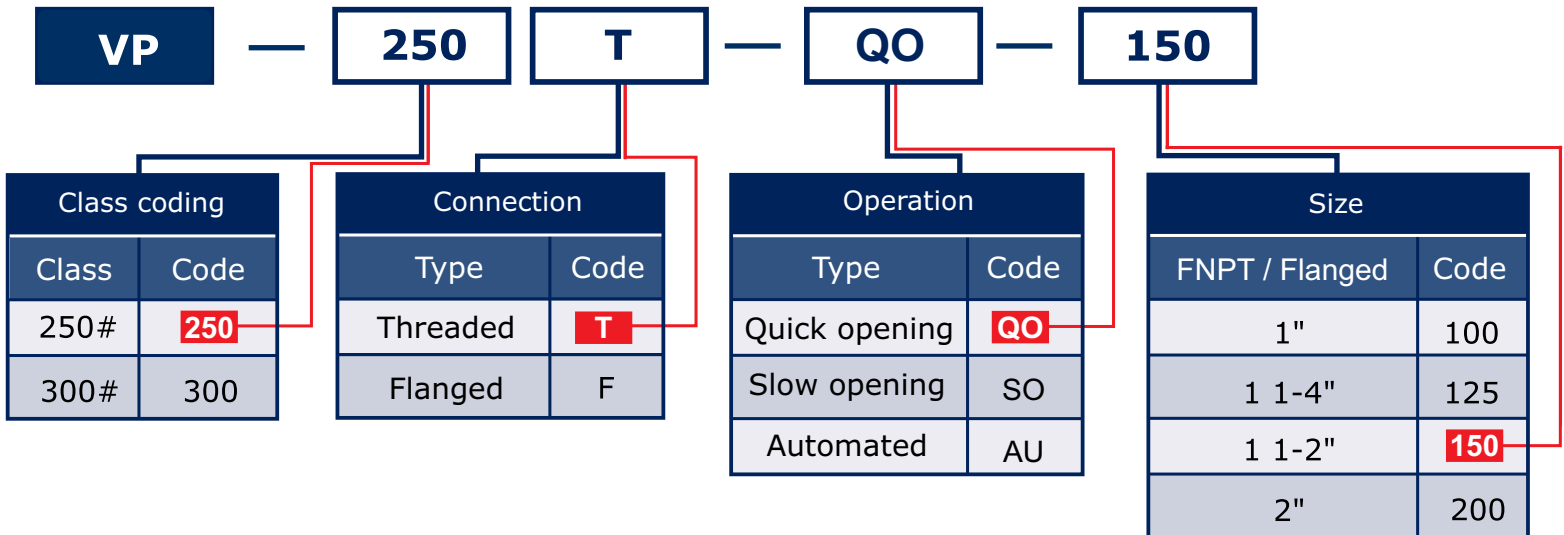 VP — 250 T — QO — 150
Class coding
Class Code
250# 250
300# 300
Connection
Type Code
Threaded T
Flanged F
Operation
Type Code
Quick opening QO
Slow opening SO
Automated AU
Size
FNPT / Flanged Code
1" 100
1 1-4" 125
1 1-2" 150
2" 200